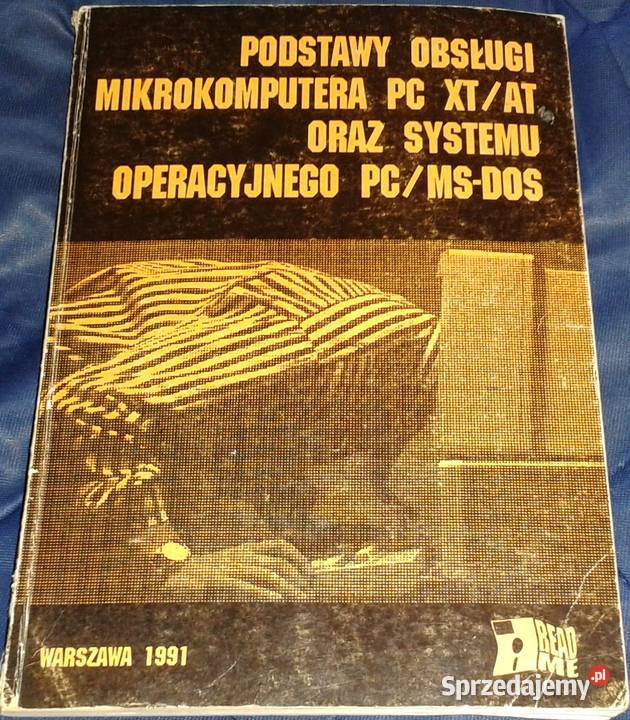 PODSTAWY OBSŁUGI
MIKROKOMPUTERA PC XT/AT
ORAZ SYSTEMU
OPERACYJNEGO PC/MS-DOS
WARSZAWA 1991
READ
ME
Sprzedajemy.pl